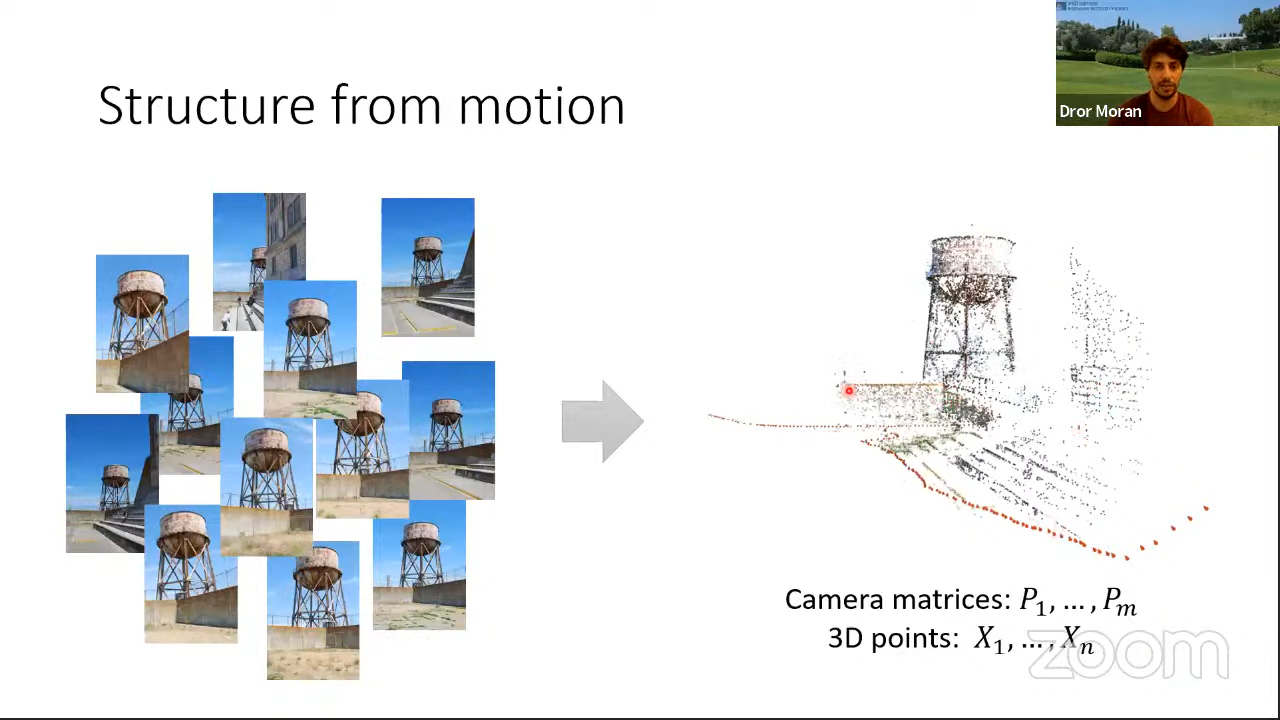 Structure from motion
Dror Moran
Camera matrices: P₁, … , Pₘ
3D points: X₁, … , Xₙ
zoom